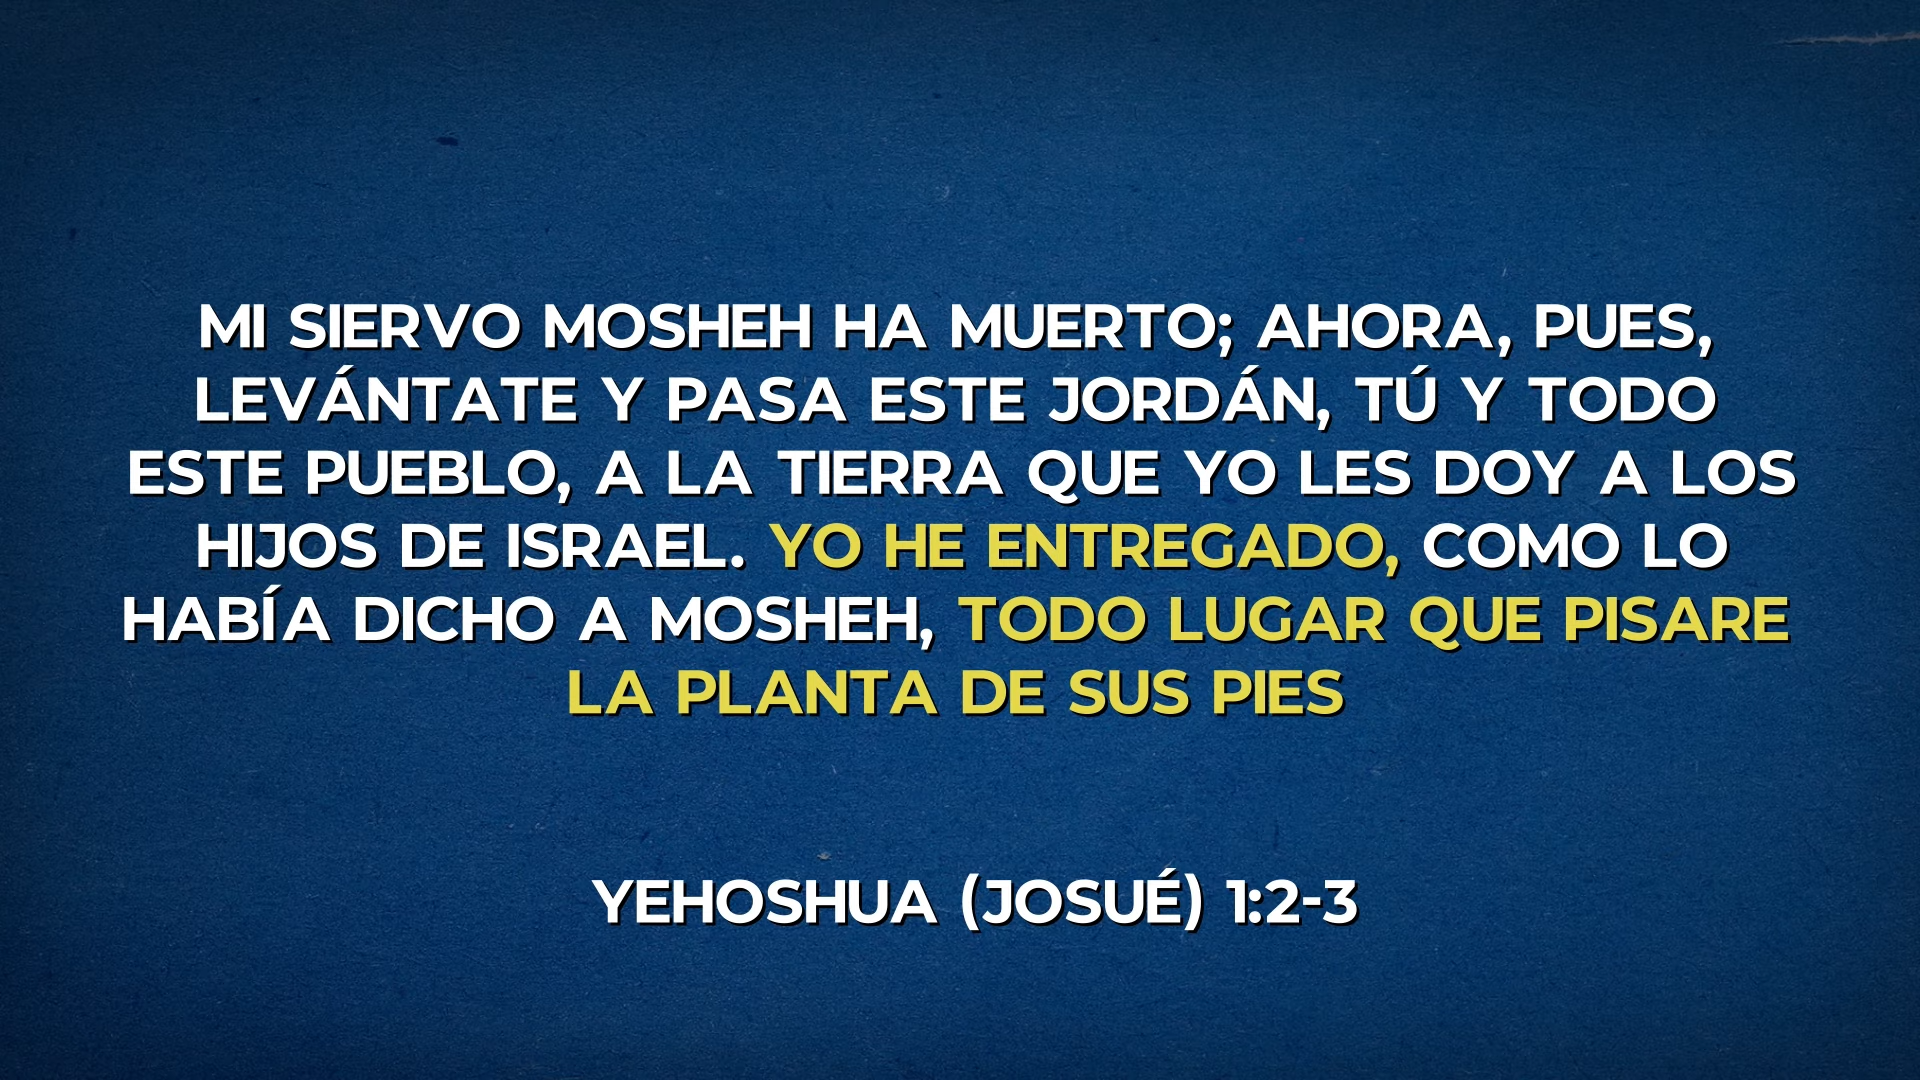 MI SIERVO MOSHEH HA MUERTO; AHORA, PUES,
LEVÁNTATE Y PASA ESTE JORDÁN, TÚ Y TODO
ESTE PUEBLO, A LA TIERRA QUE YO LES DOY A LOS
HIJOS DE ISRAEL. YO HE ENTREGADO, COMO LO
HABÍA DICHO A MOSHEH, TODO LUGAR QUE PISARE
LA PLANTA DE SUS PIES
YEHOSHUA (JOSUÉ) 1:2-3